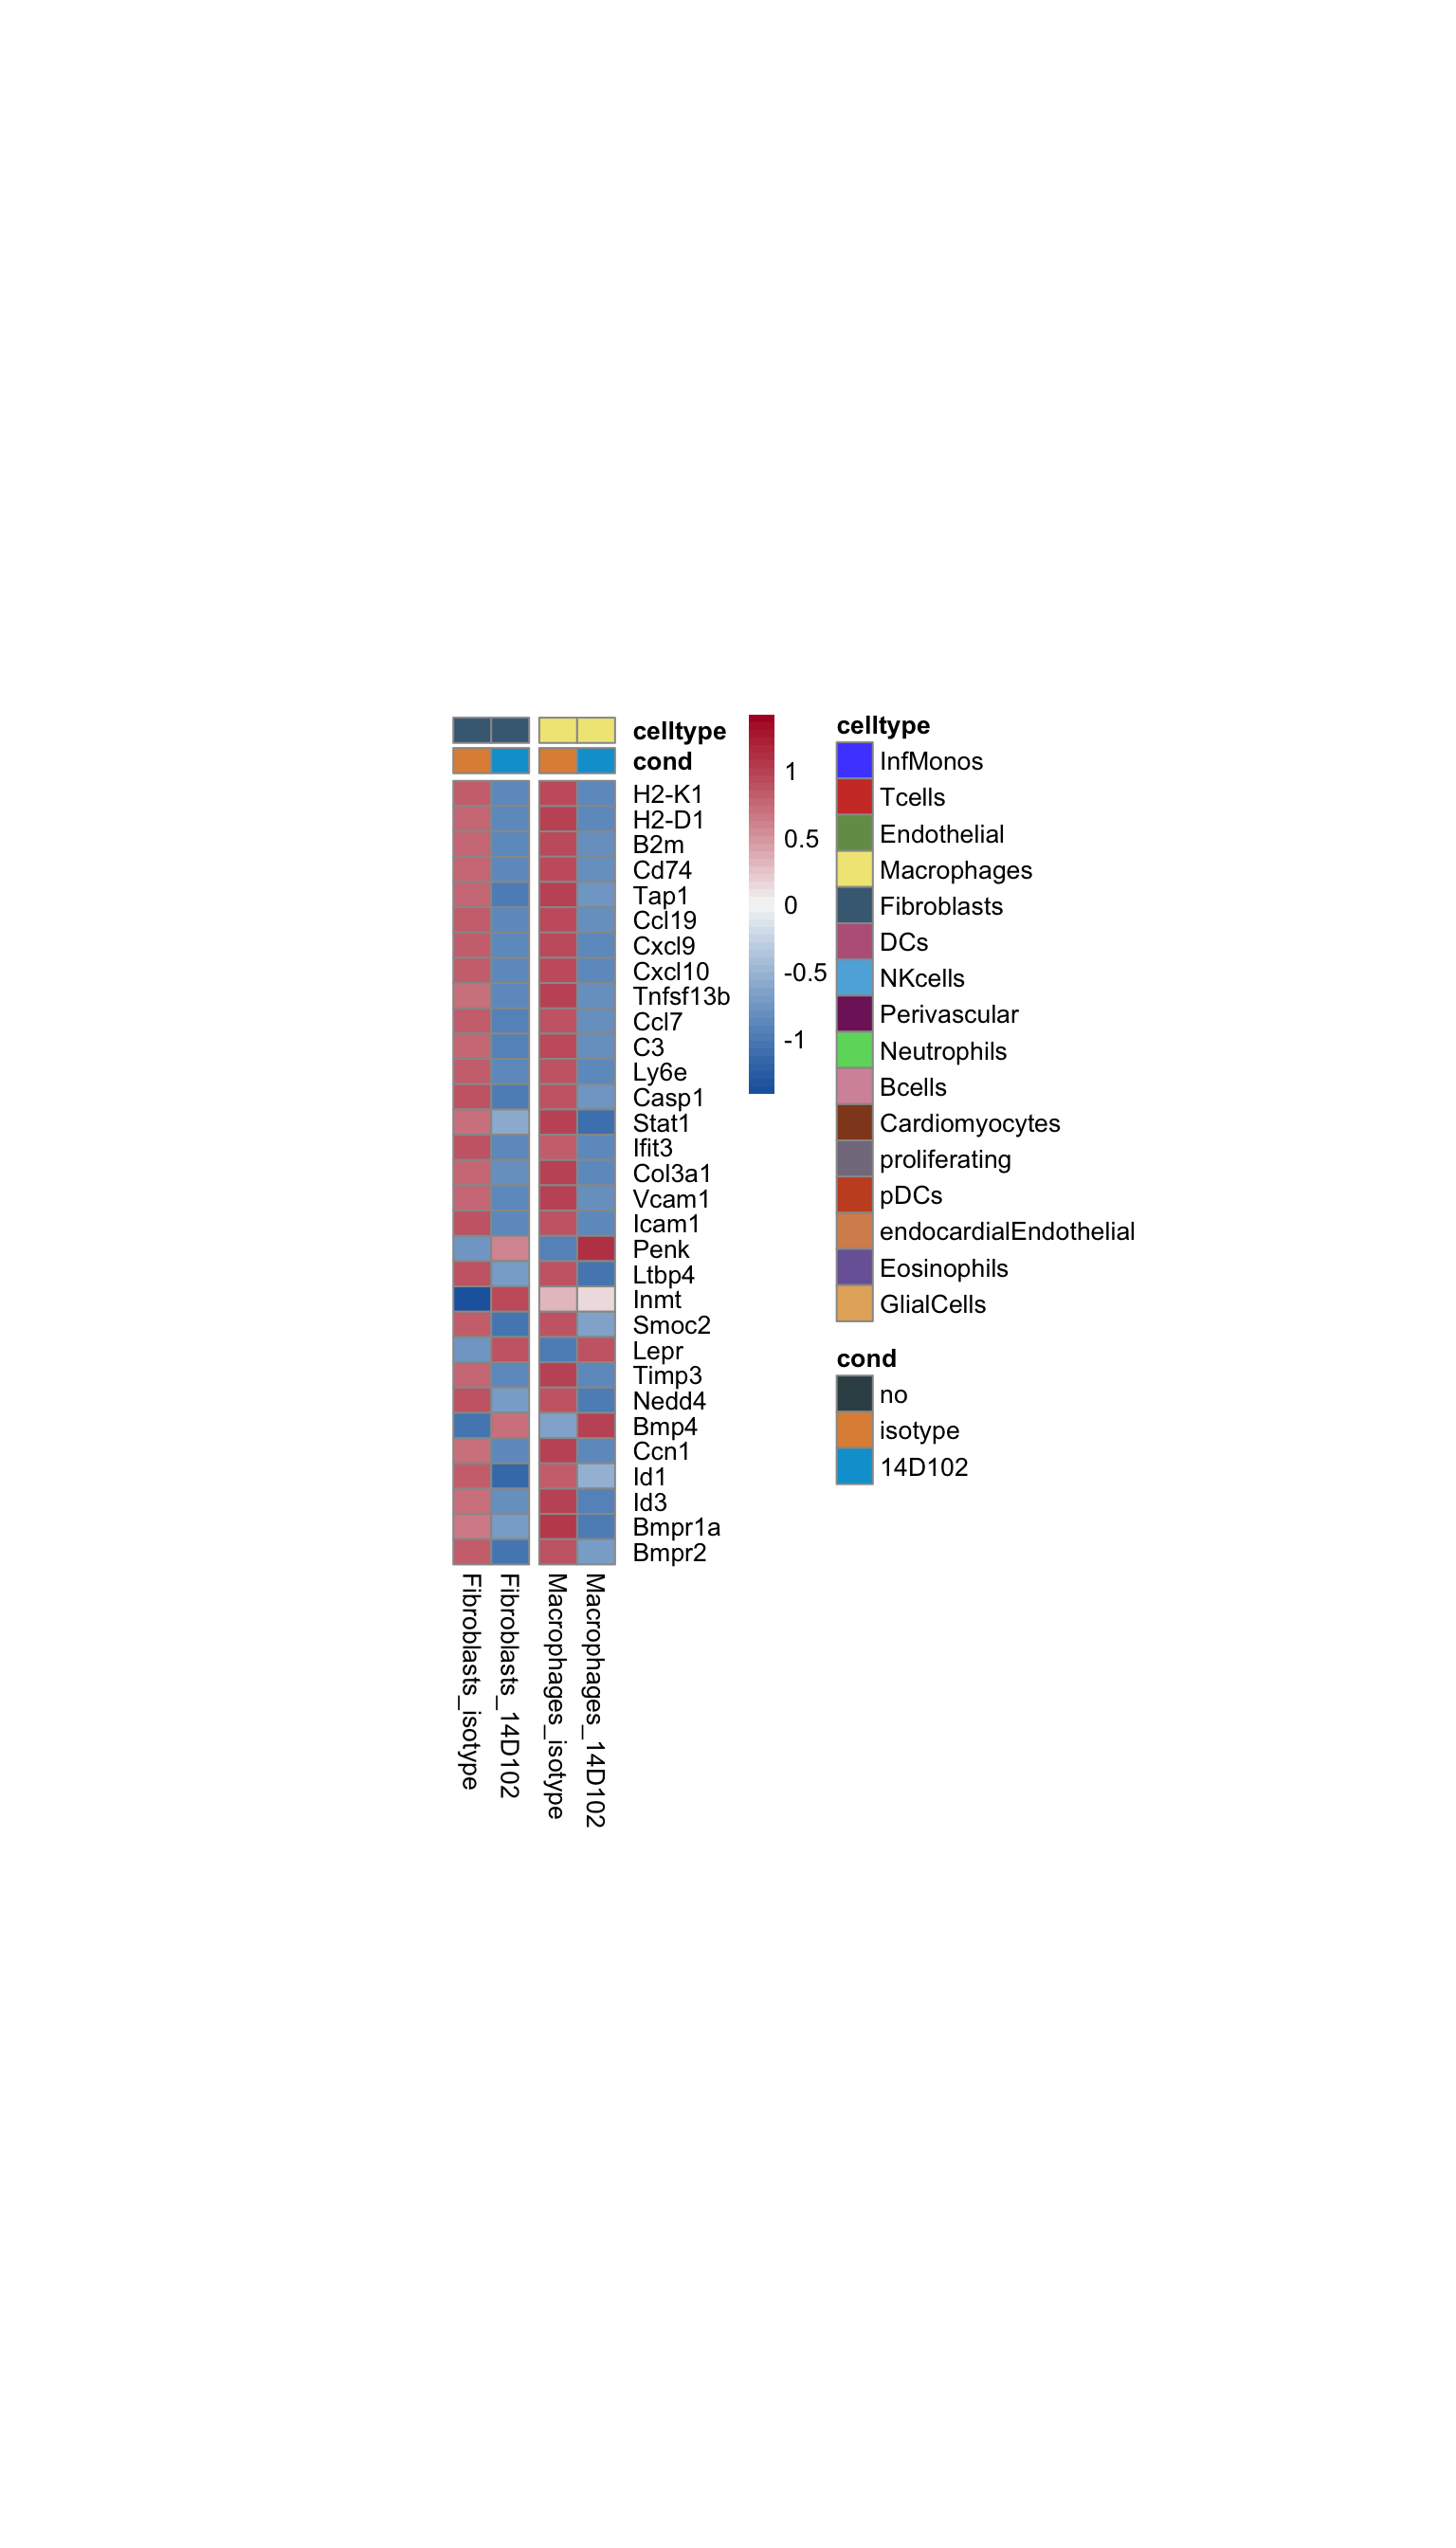 celltype
cond
H2-K1
H2-D1
B2m
Cd74
Tap1
Ccl19
Cxcl9
Cxcl10
Tnfsf13b
Ccl7
C3
Ly6e
Casp1
Stat1
Ifit3
Col3a1
Vcam1
Icam1
Penk
Ltbp4
Inmt
Smoc2
Lepr
Timp3
Nedd4
Bmp4
Ccn1
Id1
Id3
Bmpr1a
Bmpr2
Fibroblasts_isotype
Fibroblasts_14D102
Macrophages_isotype
Macrophages_14D102
1
0.5
0
-0.5
-1
celltype
InfMonos
Tcells
Endothelial
Macrophages
Fibroblasts
DCs
NKcells
Perivascular
Neutrophils
Bcells
Cardiomyocytes
proliferating
pDCs
endocardialEndothelial
Eosinophils
GlialCells
cond
no
isotype
14D102